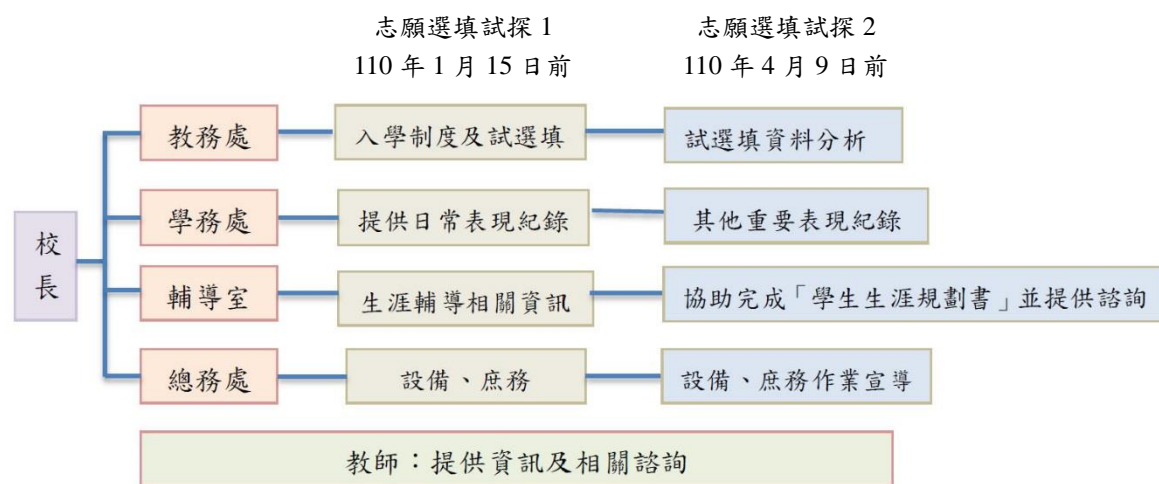 志願選填試探 1
志願選填試探 2
110 年 1 月 15 日前
110 年 4 月 9 日前
校長
教務處
入學制度及試選填
試選填資料分析
學務處
提供日常表現紀錄
其他重要表現紀錄
輔導室
生涯輔導相關資訊
協助完成「學生生涯規劃書」並提供諮詢
總務處
設備、庶務
設備、庶務作業宣導
教師：提供資訊及相關諮詢